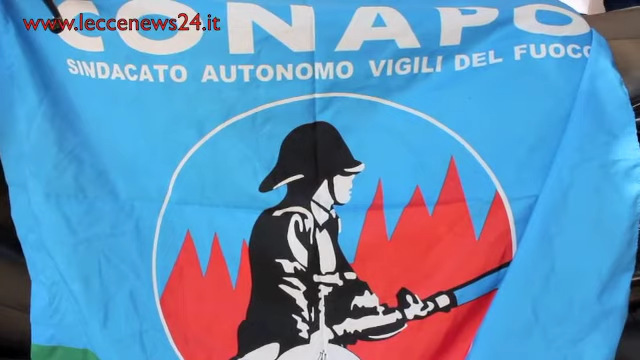 www.leccenews24.it
CONAPO
SINDACATO AUTONOMO VIGILI DEL FUOCO